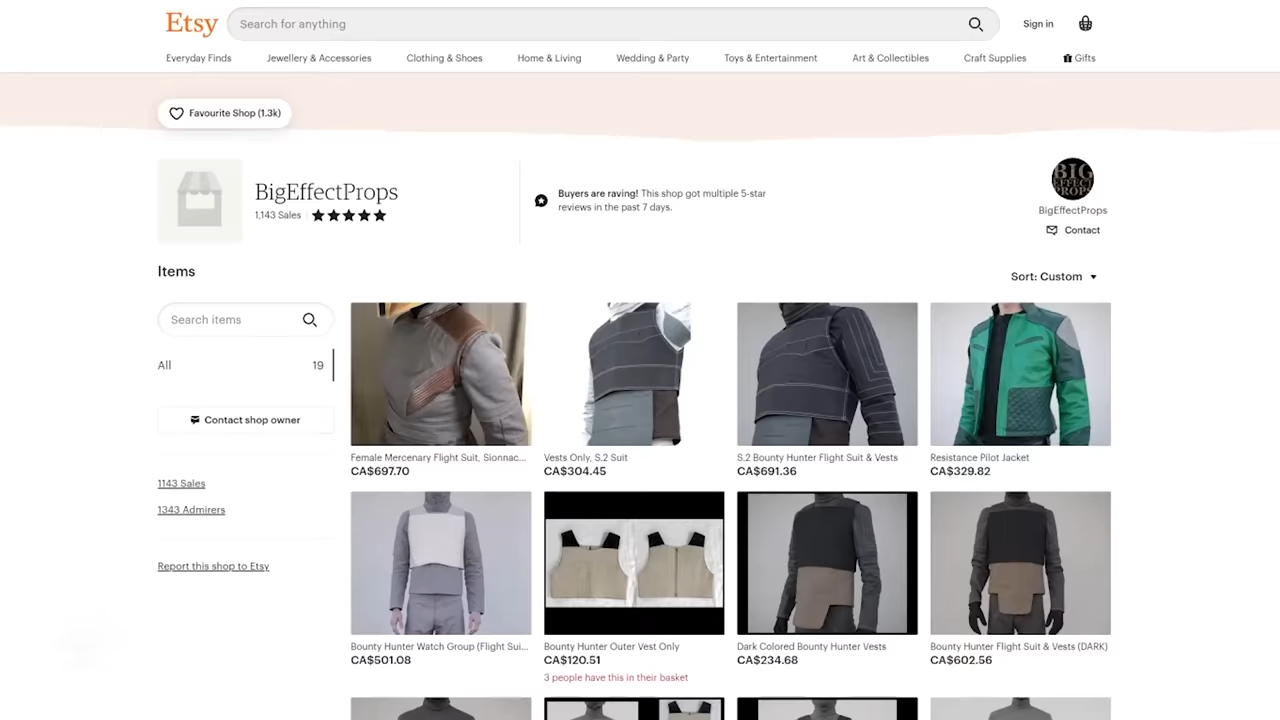 Etsy
Search for anything
Sign in
Everyday Finds
Jewellery & Accessories
Clothing & Shoes
Home & Living
Wedding & Party
Toys & Entertainment
Art & Collectibles
Craft Supplies
Gifts
Favourite Shop (1.3k)
BigEffectProps
1,143 Sales
Buyers are raving! This shop got multiple 5-star
reviews in the past 7 days.
BIG
EFFECT
PROPS
BigEffectProps
Contact
Items
Sort: Custom
Search items
All
19
Contact shop owner
1143 Sales
1343 Admirers
Report this shop to Etsy
Female Mercenary Flight Suit, Sionnac...
CA$697.70
Vests Only, S.2 Suit
CA$304.45
S.2 Bounty Hunter Flight Suit & Vests
CA$691.36
Resistance Pilot Jacket
CA$329.82
Bounty Hunter Watch Group (Flight Sui...
CA$501.08
Bounty Hunter Outer Vest Only
CA$120.51
3 people have this in their basket
Dark Colored Bounty Hunter Vests
CA$234.68
Bounty Hunter Flight Suit & Vests (DARK)
CA$602.56